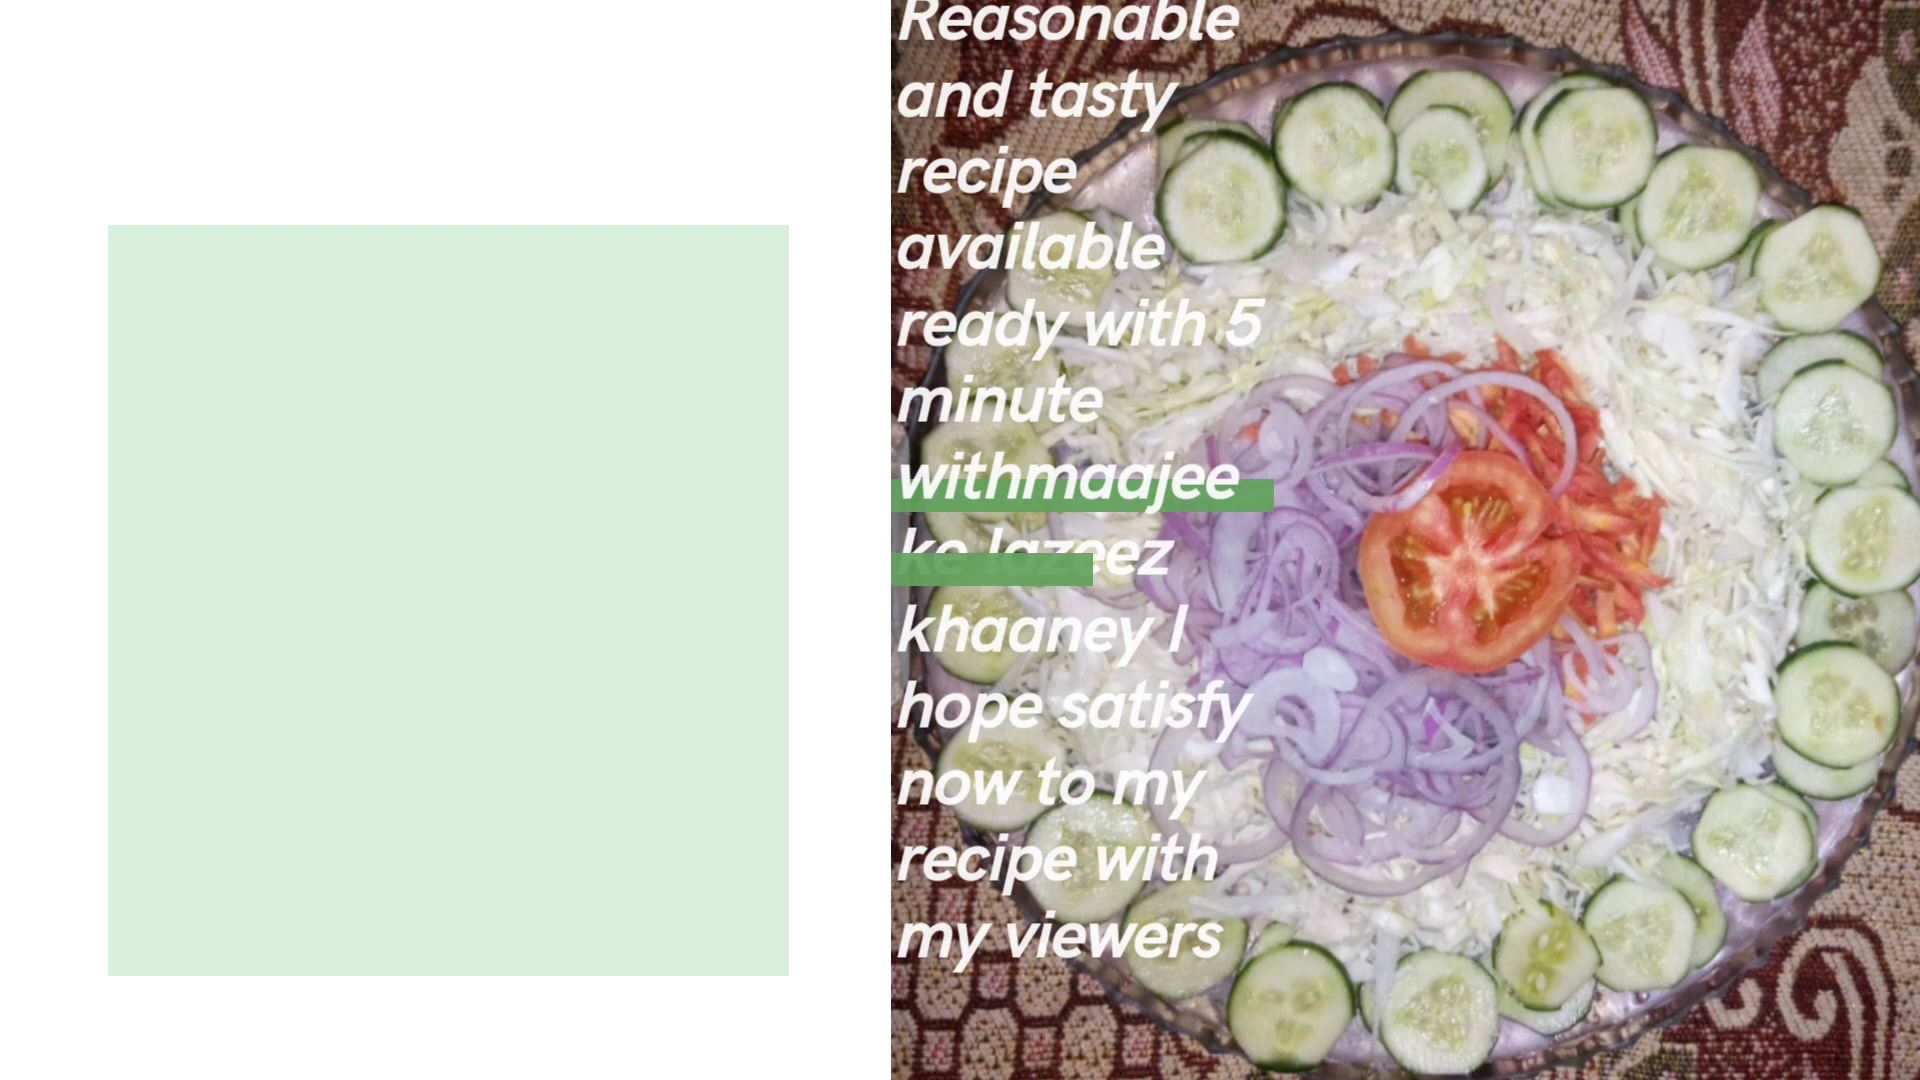 Reasonable
and tasty
recipe
available
ready with 5
minute
withmaajee
ke lazeez
khaaney I
hope satisfy
now to my
recipe with
my viewers